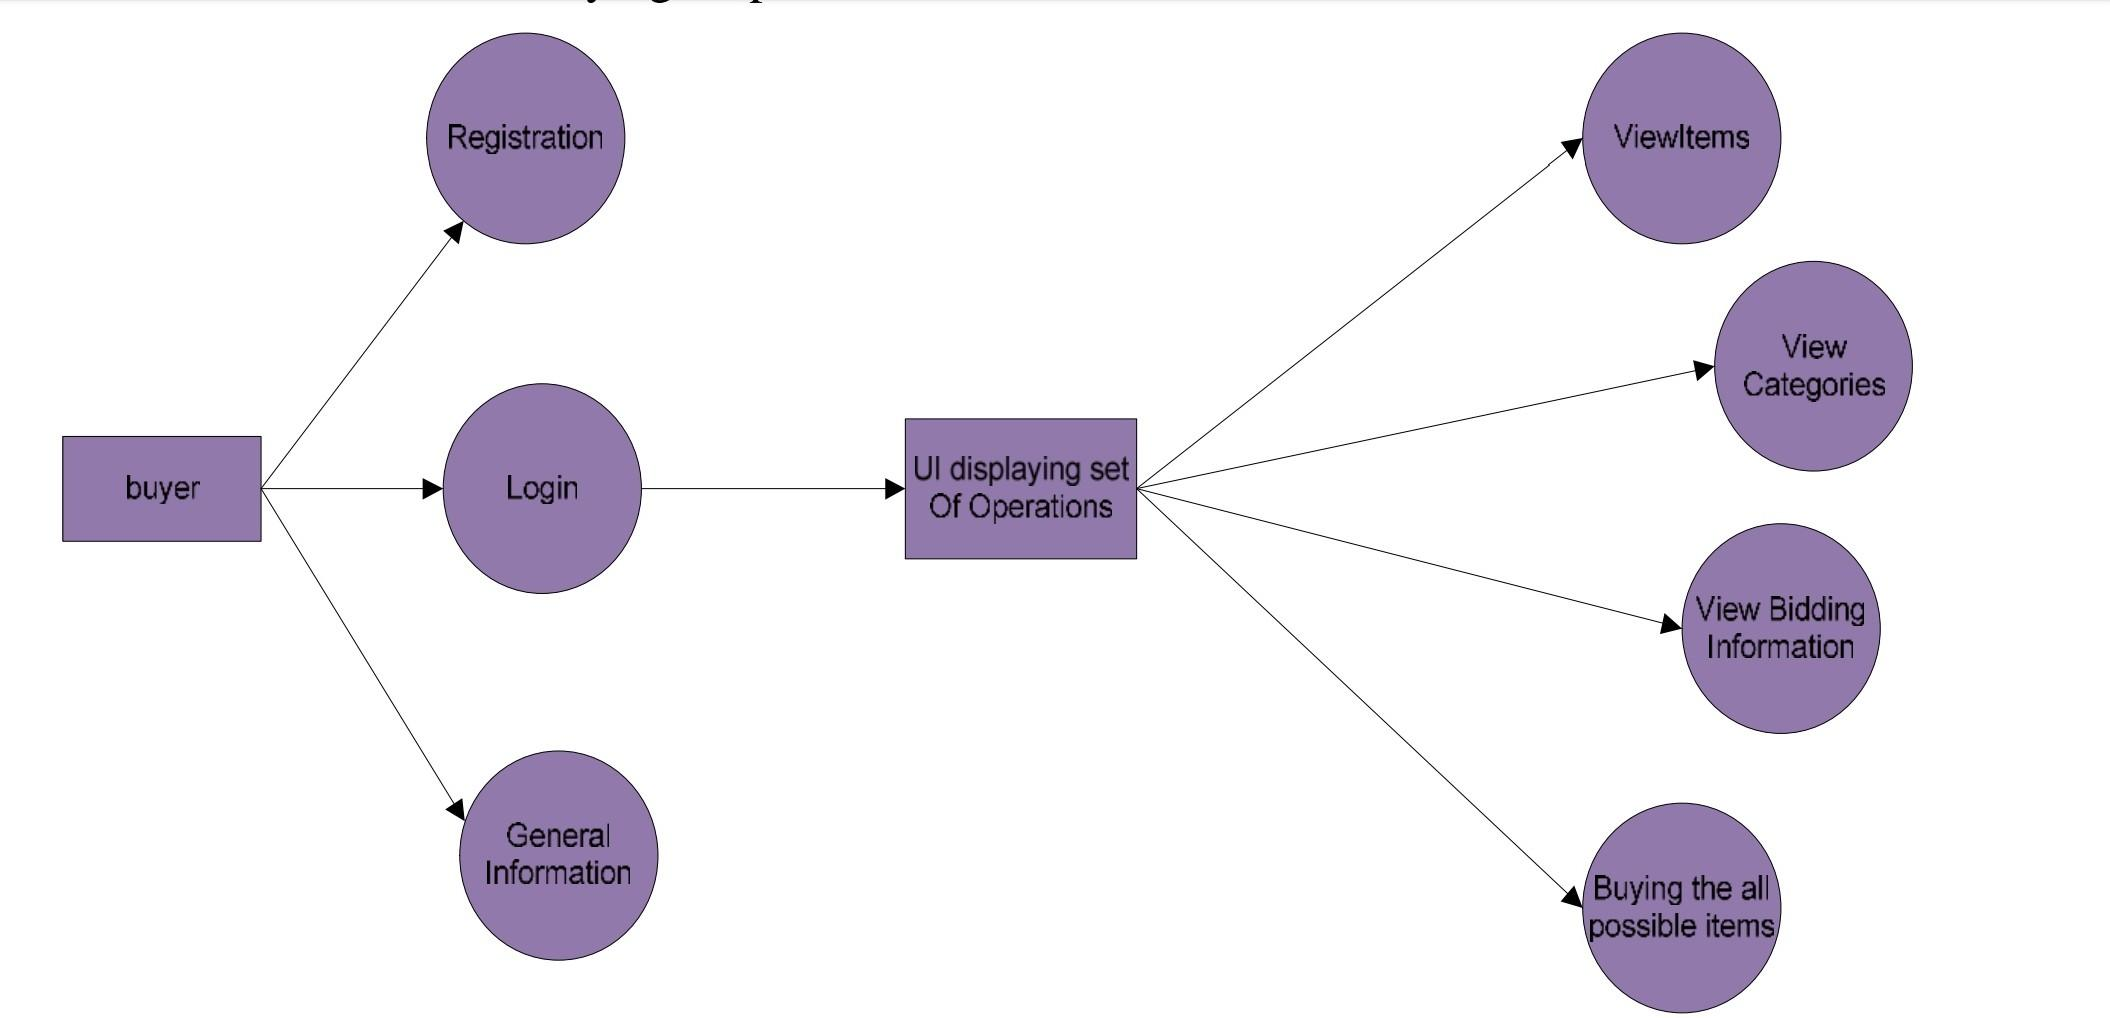 Registration
ViewItems
View
Categories
buyer
Login
UI displaying set
Of Operations
View Bidding
Information
General
Information
Buying the all
possible items